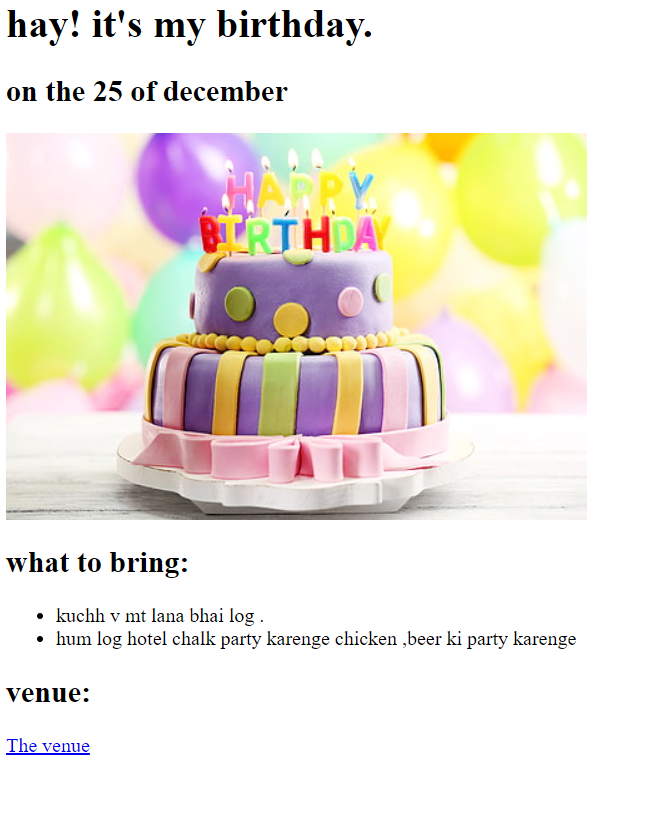 hay! it's my birthday.
on the 25 of december
HAPPY
BIRTHDAY
what to bring:
kuchh v mt lana bhai log .
hum log hotel chalk party karenge chicken ,beer ki party karenge
venue:
The venue